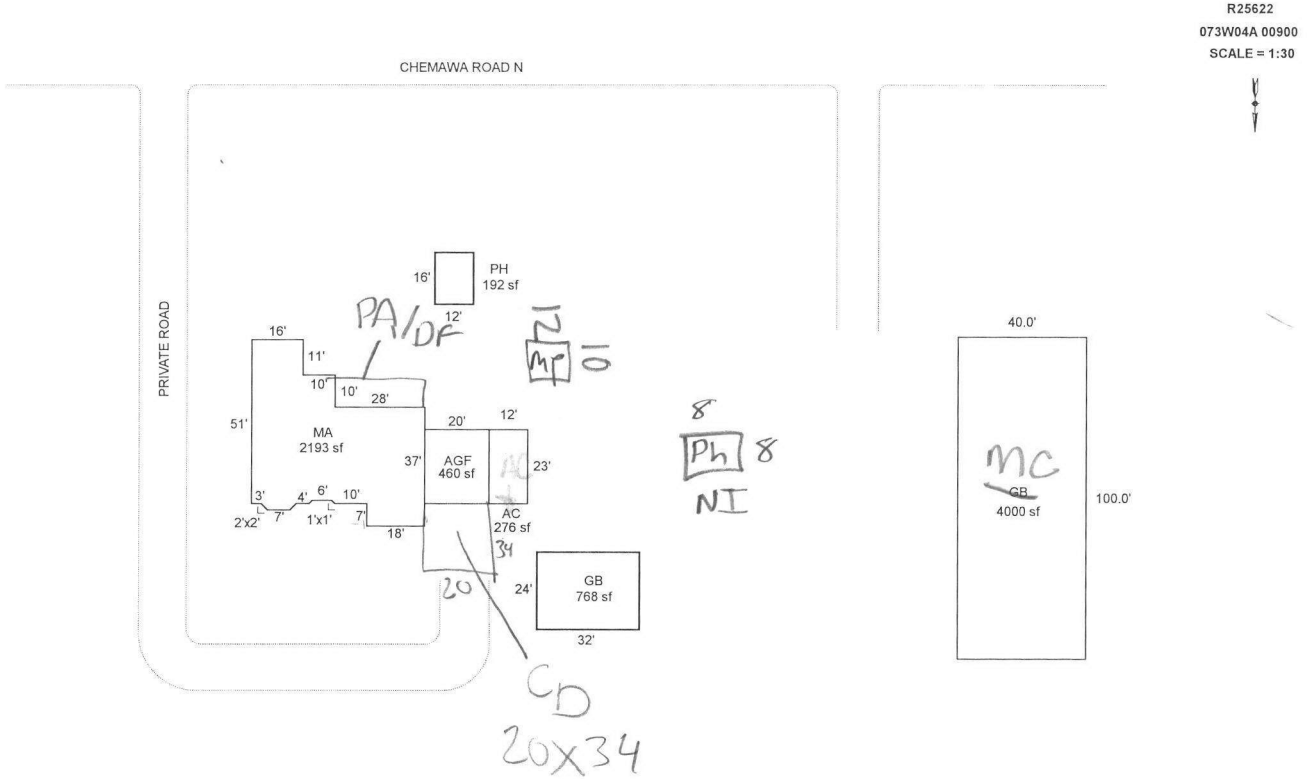 R25622
073W04A 00900
SCALE = 1:30
CHEMAWA ROAD N
PRIVATE ROAD
16'
PH
192 sf
12'
PA/DF
12
MP
10
16'
11'
10'
10'
28'
51'
MA
2193 sf
37'
20'
12'
AGF
460 sf
AC
23'
AC
276 sf
3'
2'x2'
7'
4'
6'
1'x1'
10'
7'
18'
34
20
24'
GB
768 sf
32'
CD
20X34
8
Ph
8
NI
40.0'
MC
GB
4000 sf
100.0'